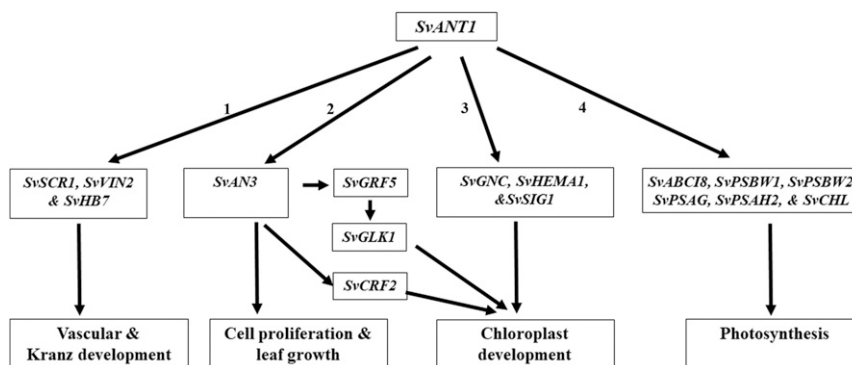 SvANT1
1
2
3
4
SvSCR1, SvVIN2
& SvHB7
SvAN3
SvGRF5
SvGLK1
SvCRF2
SvGNC, SvHEMA1,
&SvSIG1
SvABCI8, SvPSBW1, SvPSBW2
SvPSAG, SvPSAH2, & SvCHL
Vascular &
Kranz development
Cell proliferation &
leaf growth
Chloroplast
development
Photosynthesis